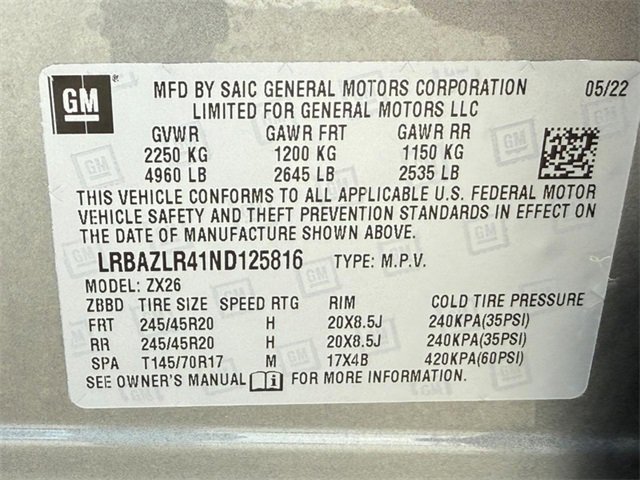 GM
MFD BY SAIC GENERAL MOTORS CORPORATION 05/22
LIMITED FOR GENERAL MOTORS LLC
GVWR GAWR FRT GAWR RR
2250 KG 1200 KG 1150 KG
4960 LB 2645 LB 2535 LB
THIS VEHICLE CONFORMS TO ALL APPLICABLE U.S. FEDERAL MOTOR
VEHICLE SAFETY AND THEFT PREVENTION STANDARDS IN EFFECT ON
THE DATE OF MANUFACTURE SHOWN ABOVE.
LRBAZLR41ND125816 TYPE: M.P.V.
MODEL: ZX26
ZBBD TIRE SIZE SPEED RTG RIM COLD TIRE PRESSURE
FRT 245/45R20 H 20X8.5J 240KPA(35PSI)
RR 245/45R20 H 20X8.5J 240KPA(35PSI)
SPA T145/70R17 M 17X4B 420KPA(60PSI)
SEE OWNER'S MANUAL FOR MORE INFORMATION.